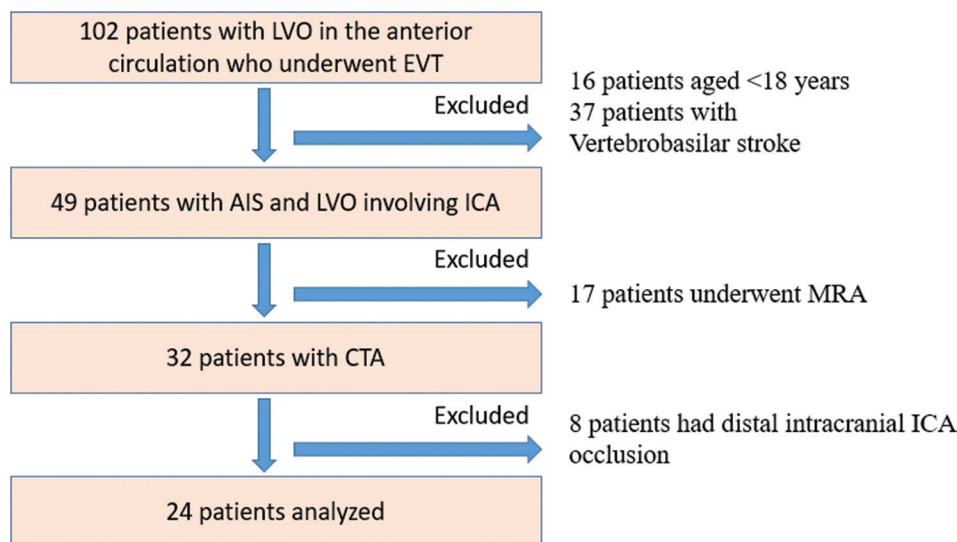 102 patients with LVO in the anterior
circulation who underwent EVT
Excluded
16 patients aged <18 years
37 patients with
Vertebrobasilar stroke
49 patients with AIS and LVO involving ICA
Excluded
17 patients underwent MRA
32 patients with CTA
Excluded
8 patients had distal intracranial ICA
occlusion
24 patients analyzed